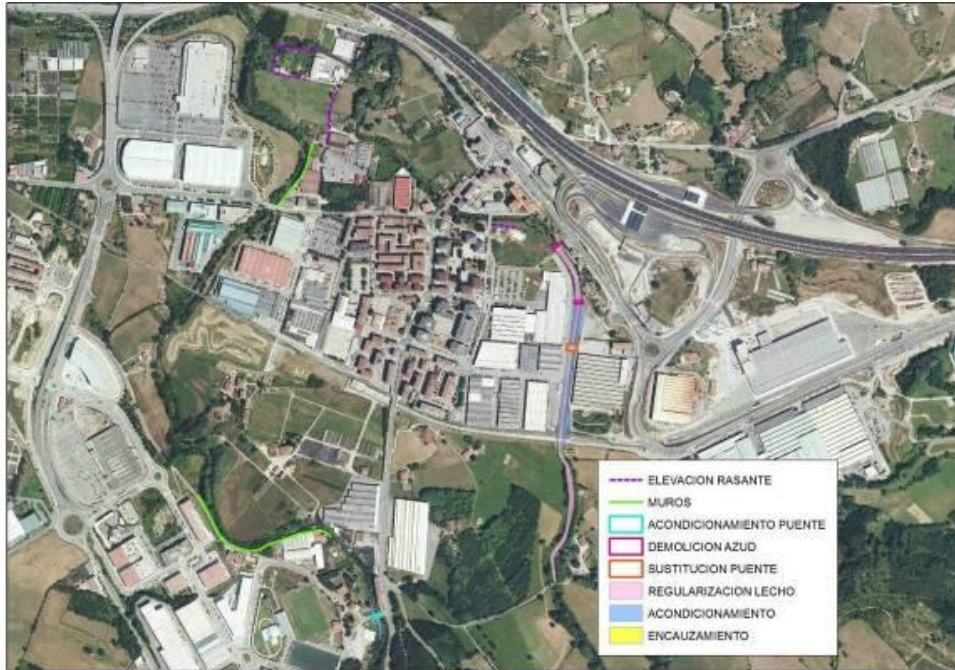 ELEVACION RASANTE
MUROS
ACONDICIONAMIENTO PUENTE
DEMOLICION AZUD
SUSTITUCION PUENTE
REGULARIZACION LECHO
ACONDICIONAMIENTO
ENCAUZAMIENTO